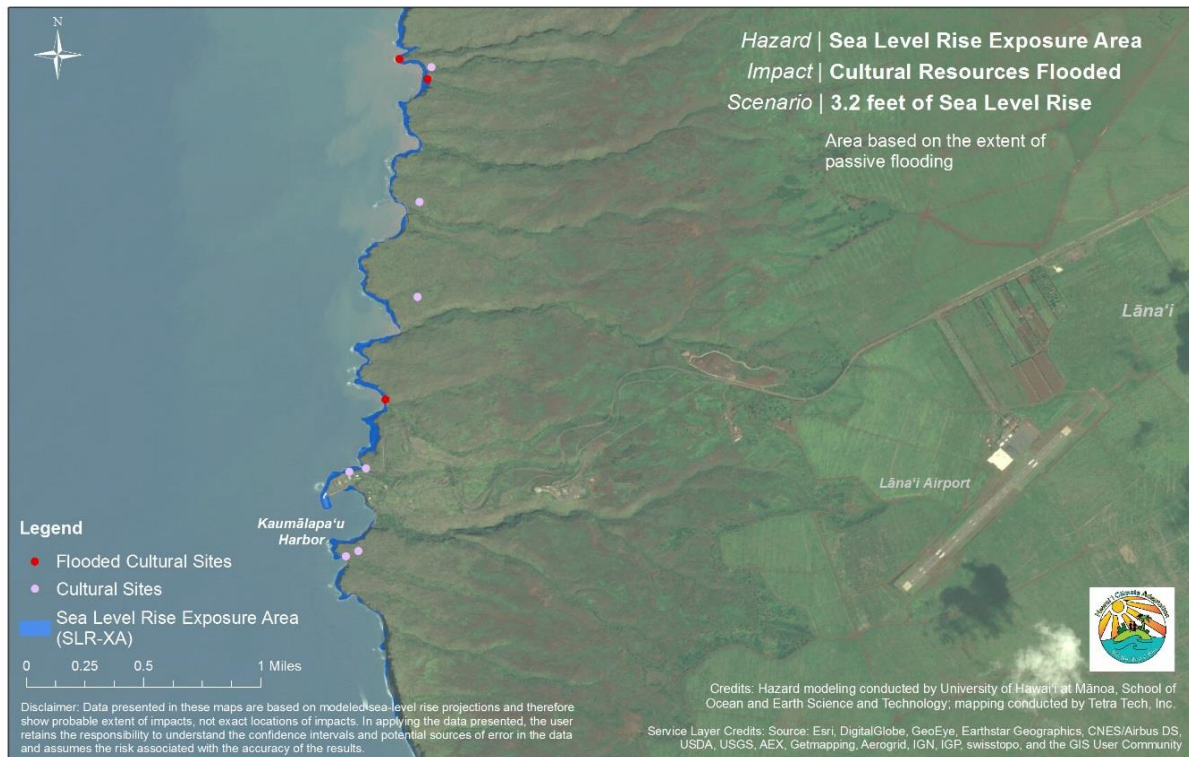 N
Hazard | Sea Level Rise Exposure Area
Impact | Cultural Resources Flooded
Scenario | 3.2 feet of Sea Level Rise
Area based on the extent of
passive flooding
Lānaʻi
Lānaʻi Airport
Kaumālapaʻu
Harbor
Legend
Flooded Cultural Sites
Cultural Sites
Sea Level Rise Exposure Area
(SLR-XA)
0 0.25 0.5 1 Miles
Disclaimer: Data presented in these maps are based on modeled sea-level rise projections and therefore
show probable extent of impacts, not exact locations of impacts. In applying the data presented, the user
retains the responsibility to understand the confidence intervals and potential sources of error in the data
and assumes the risk associated with the accuracy of the results.
Hawaiʻi Climate Adaptation
Credits: Hazard modeling conducted by University of Hawaiʻi at Mānoa, School of
Ocean and Earth Science and Technology; mapping conducted by Tetra Tech, Inc.
Service Layer Credits: Source: Esri, DigitalGlobe, GeoEye, Earthstar Geographics, CNES/Airbus DS,
USDA, USGS, AEX, Getmapping, Aerogrid, IGN, IGP, swisstopo, and the GIS User Community